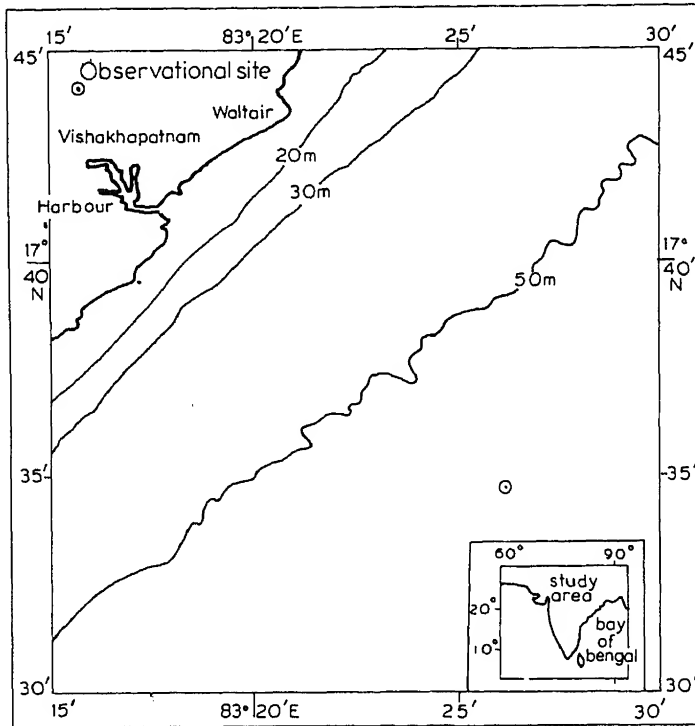 15′ 83° 20′ E 25′ 30′
45′ 45′
Observational site
Waltair
Vishakhapatnam
20m
30m
Harbour
17°
40′
N
17°
40′
N
50m
35′ 35′
60° 90°
study
area
20°
bay
of
bengal
10°
30′ 30′
15′ 83° 20′ E 25′ 30′